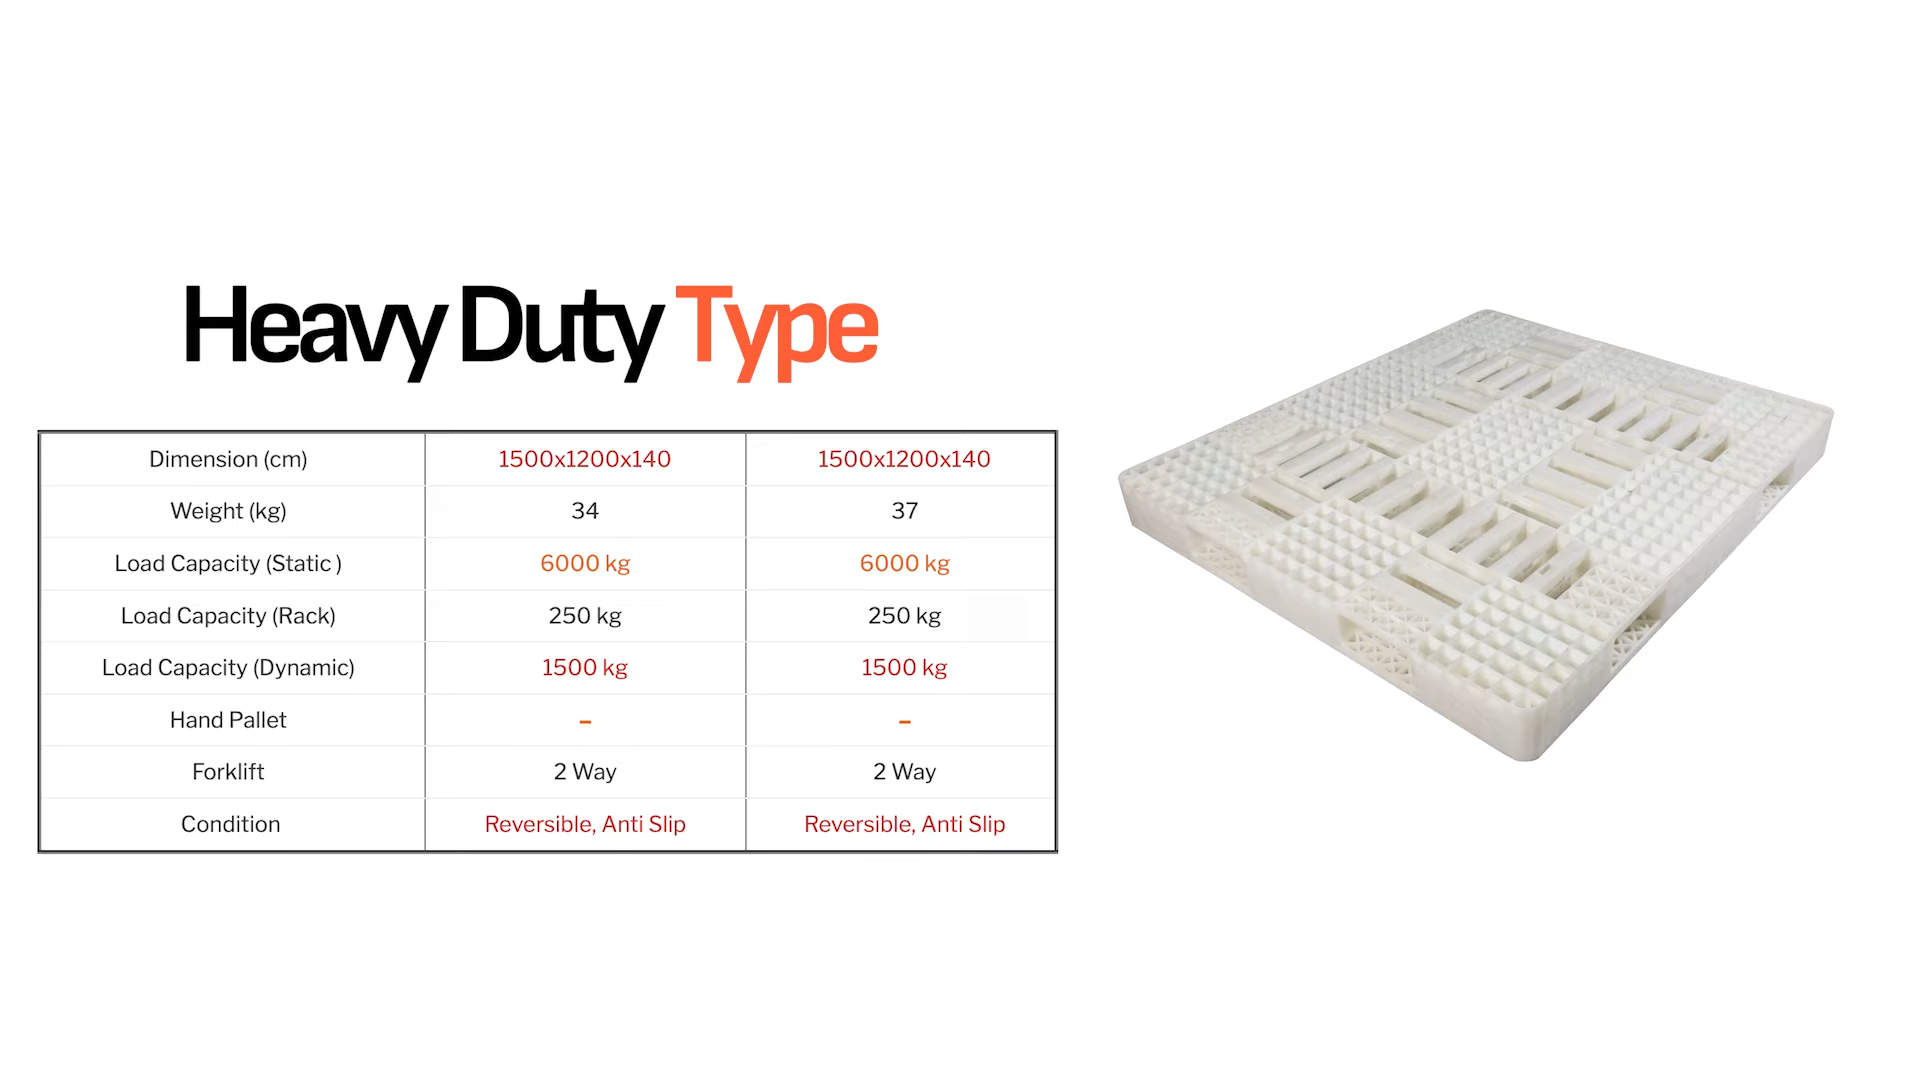 Heavy Duty Type
Dimension (cm) 1500x1200x140 1500x1200x140
Weight (kg) 34 37
Load Capacity (Static ) 6000 kg 6000 kg
Load Capacity (Rack) 250 kg 250 kg
Load Capacity (Dynamic) 1500 kg 1500 kg
Hand Pallet – –
Forklift 2 Way 2 Way
Condition Reversible, Anti Slip Reversible, Anti Slip